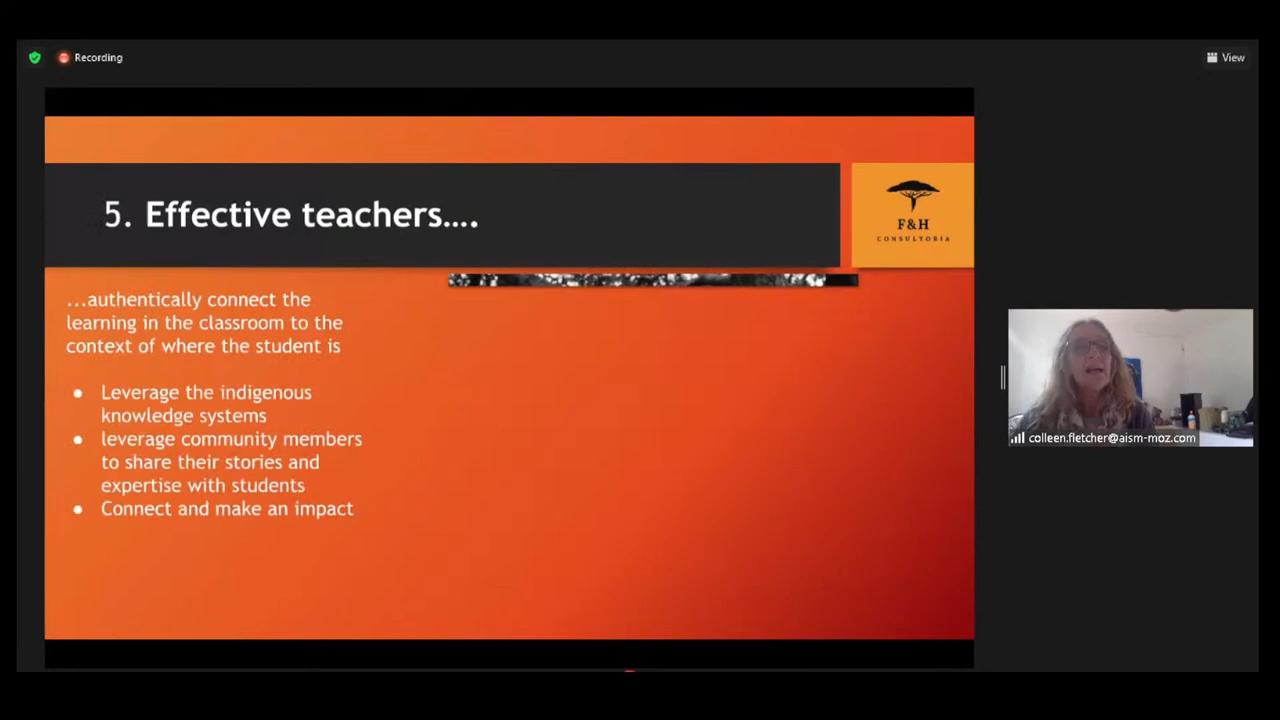 Recording
View
5. Effective teachers....
F&H
CONSULTORIA
...authentically connect the
learning in the classroom to the
context of where the student is
● Leverage the indigenous
knowledge systems
● leverage community members
to share their stories and
expertise with students
● Connect and make an impact
colleen.fletcher@aism-moz.com